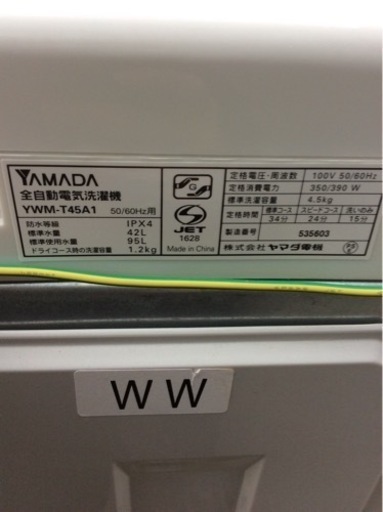 YAMADA
全自動電気洗濯機
YWM-T45A1 50/60Hz用
防水等級 IPX4
標準水量 42L
標準使用水量 95L
ドライコース時の洗濯容量 1.2kg
G
JET
1628
Made in China
定格電圧・周波数 100V 50/60Hz
定格消費電力 350/390 W
標準洗濯容量 4.5kg
定格時間 標準コース スピードコース 洗いのみ
34分 24分 15分
製造番号 535603
株式会社 ヤマダ電機
WW